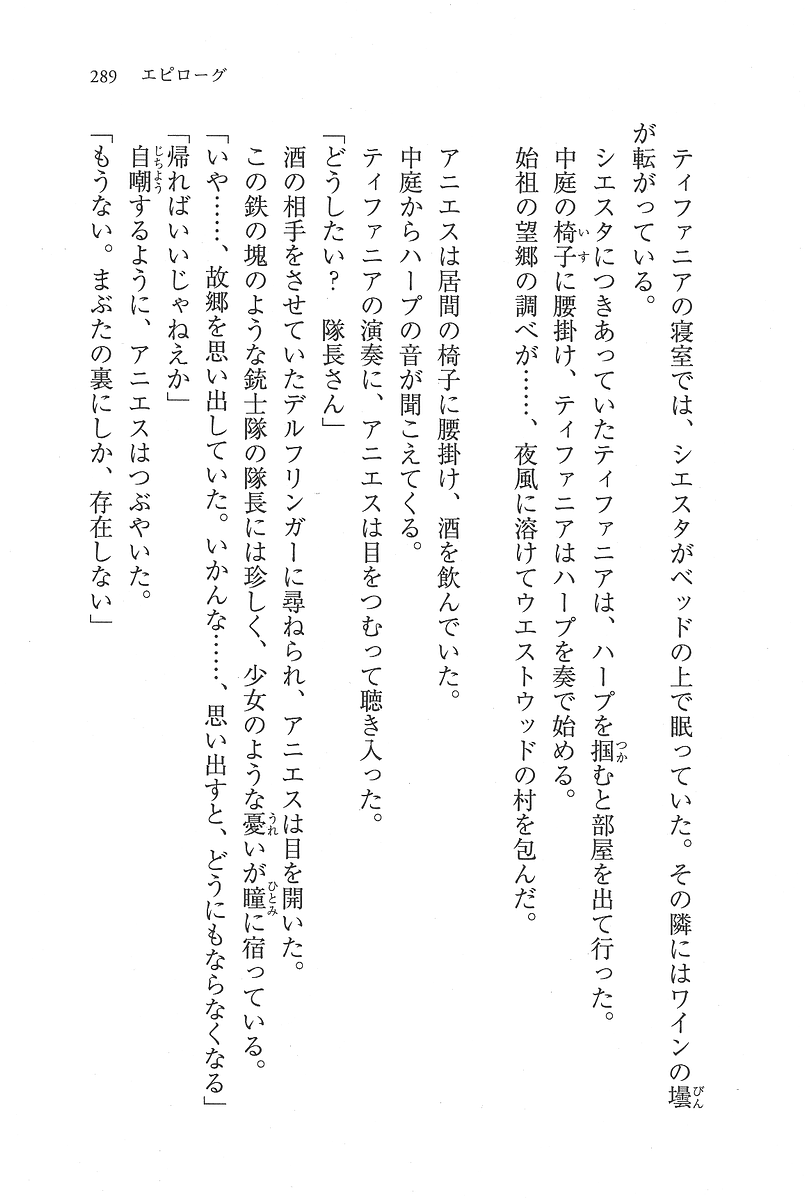 289 エピローグ
ティファニアの寝室では、シエスタがベッドの上で眠っていた。その隣にはワインの壜
が転がっている。
シエスタにつきあっていたティファニアは、ハープを掴むと部屋を出て行った。
中庭の椅子に腰掛け、ティファニアはハープを奏で始める。
始祖の望郷の調べが……、夜風に溶けてウエストウッドの村を包んだ。
アニエスは居間の椅子に腰掛け、酒を飲んでいた。
中庭からハープの音が聞こえてくる。
ティファニアの演奏に、アニエスは目をつむって聴き入った。
「どうしたい? 隊長さん」
酒の相手をさせていたデルフリンガーに尋ねられ、アニエスは目を開いた。
この鉄の塊のような銃士隊の隊長には珍しく、少女のような憂いが瞳に宿っている。
「いや……、故郷を思い出していた。いかんな……、思い出すと、どうにもならなくなる」
「帰ればいいじゃねえか」
自嘲するように、アニエスはつぶやいた。
「もうない。まぶたの裏にしか、存在しない」